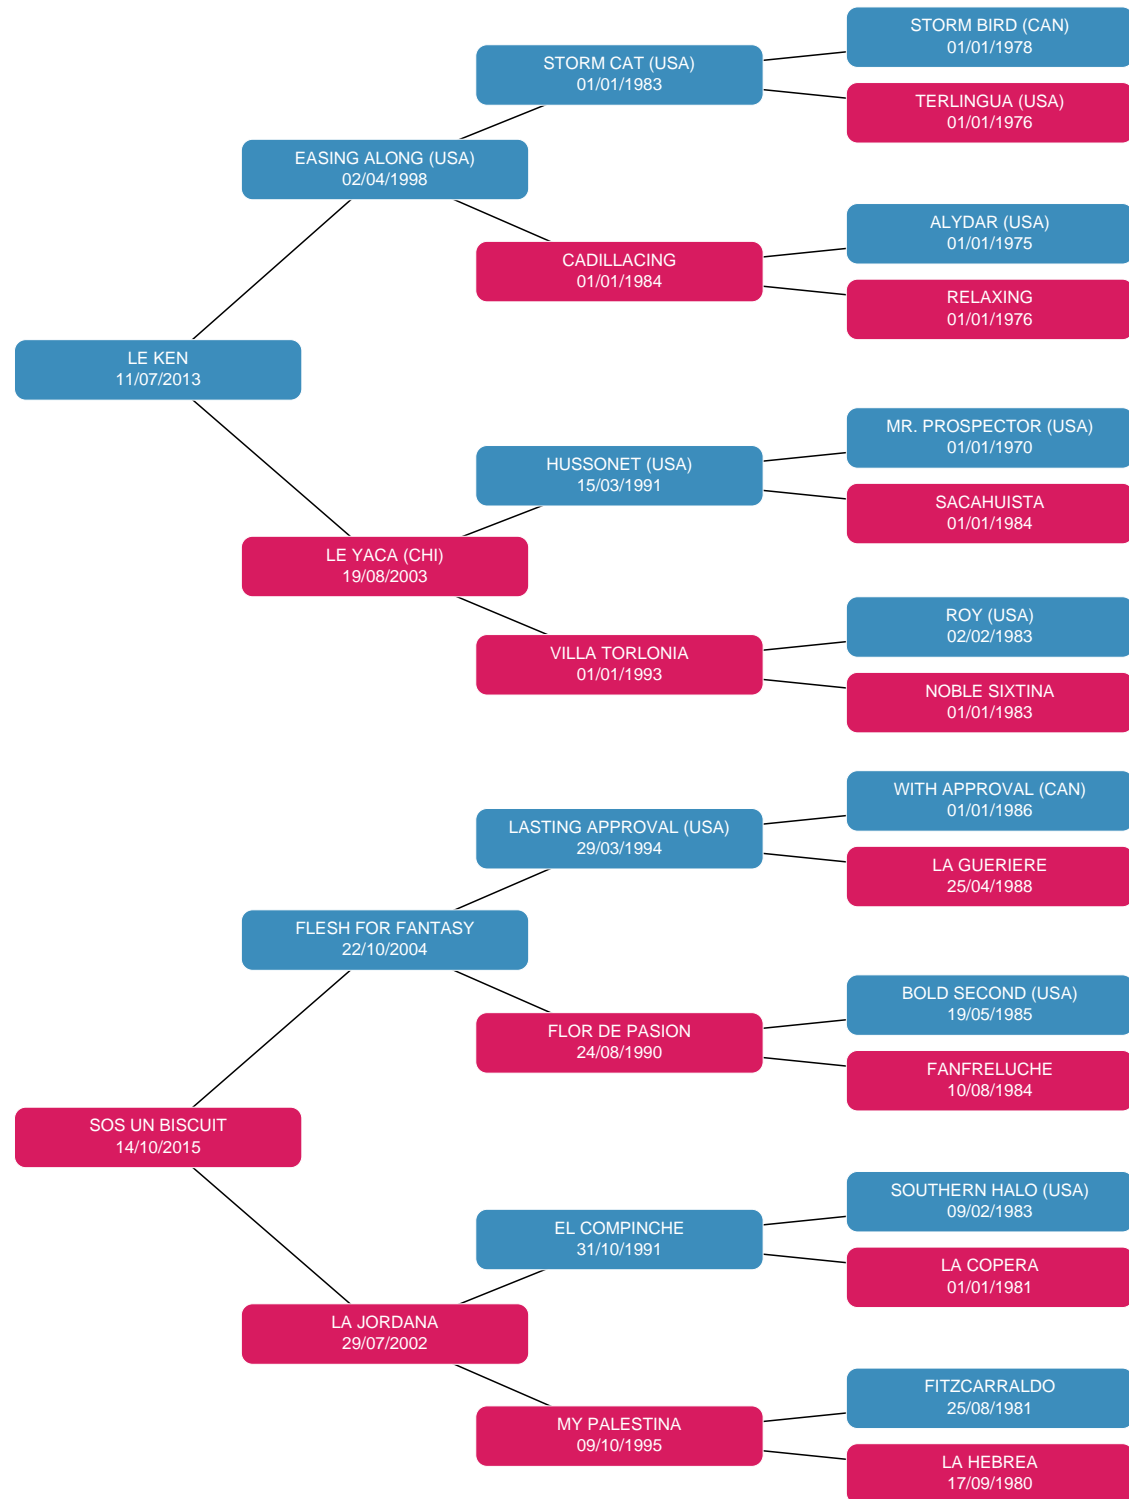 STORM BIRD (CAN)
01/01/1978
STORM CAT (USA)
01/01/1983
TERLINGUA (USA)
01/01/1976
EASING ALONG (USA)
02/04/1998
ALYDAR (USA)
01/01/1975
CADILLACING
01/01/1984
RELAXING
01/01/1976
LE KEN
11/07/2013
MR. PROSPECTOR (USA)
01/01/1970
HUSSONET (USA)
15/03/1991
SACAHUISTA
01/01/1984
LE YACA (CHI)
19/08/2003
ROY (USA)
02/02/1983
VILLA TORLONIA
01/01/1993
NOBLE SIXTINA
01/01/1983
WITH APPROVAL (CAN)
01/01/1986
LASTING APPROVAL (USA)
29/03/1994
LA GUERIERE
25/04/1988
FLESH FOR FANTASY
22/10/2004
BOLD SECOND (USA)
19/05/1985
FLOR DE PASION
24/08/1990
FANFRELUCHE
10/08/1984
SOS UN BISCUIT
14/10/2015
SOUTHERN HALO (USA)
09/02/1983
EL COMPINCHE
31/10/1991
LA COPERA
01/01/1981
LA JORDANA
29/07/2002
FITZCARRALDO
25/08/1981
MY PALESTINA
09/10/1995
LA HEBREA
17/09/1980